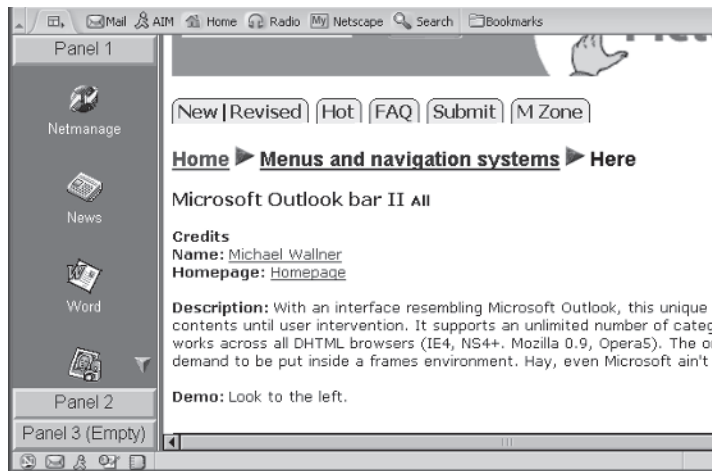 Mail AIM Home Radio My Netscape Search Bookmarks
Panel 1
Netmanage
News
Word
Panel 2
Panel 3 (Empty)
New | Revised Hot FAQ Submit M Zone
Home Menus and navigation systems Here
Microsoft Outlook bar II All
Credits
Name: Michael Wallner
Homepage: Homepage
Description: With an interface resembling Microsoft Outlook, this unique
contents until user intervention. It supports an unlimited number of categ
works across all DHTML browsers (IE4, NS4+. Mozilla 0.9, Opera5). The o
demand to be put inside a frames environment. Hay, even Microsoft ain't
Demo: Look to the left.